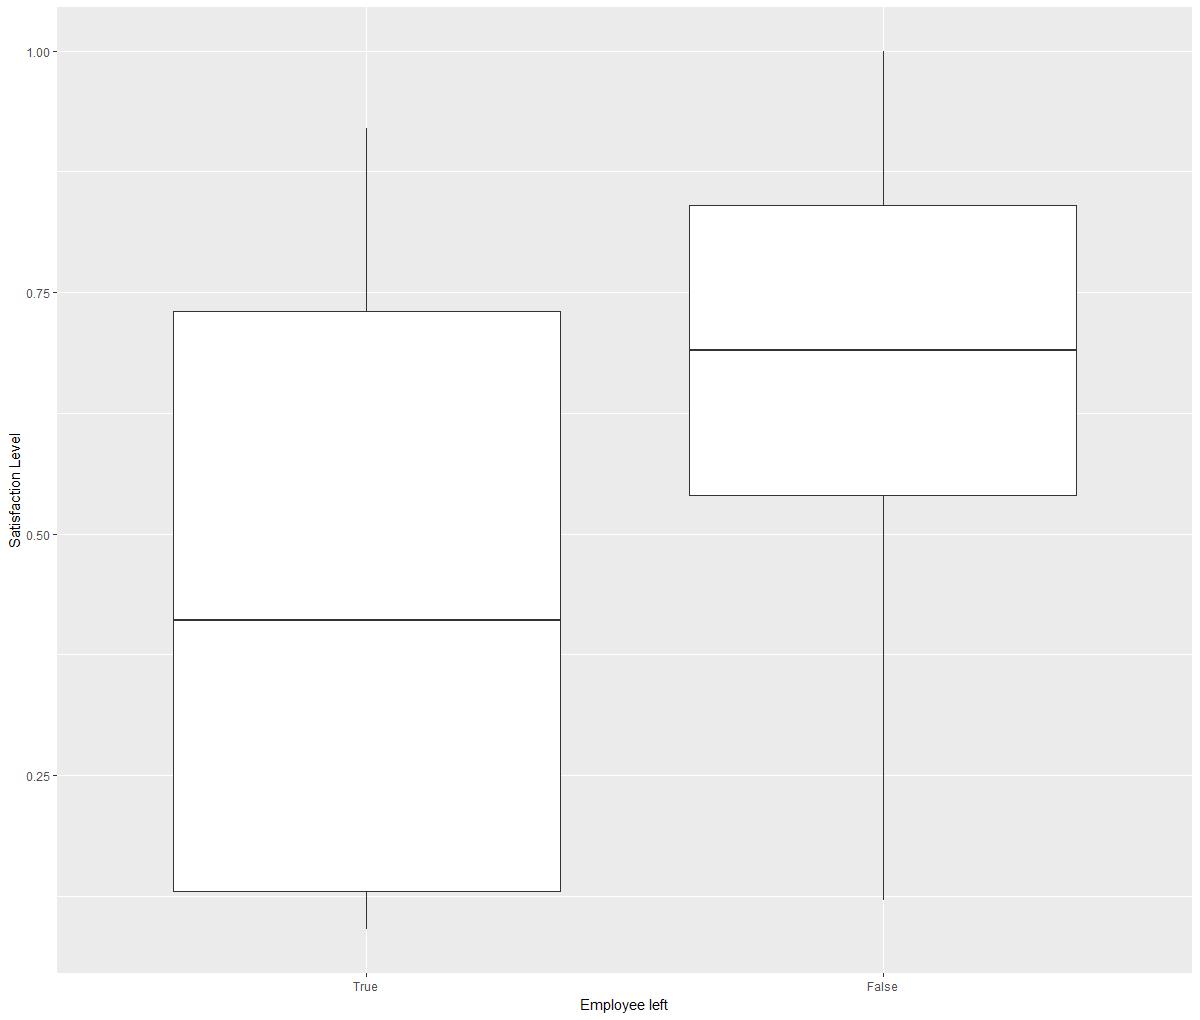 Satisfaction Level
1.00
0.75
0.50
0.25
True False
Employee left